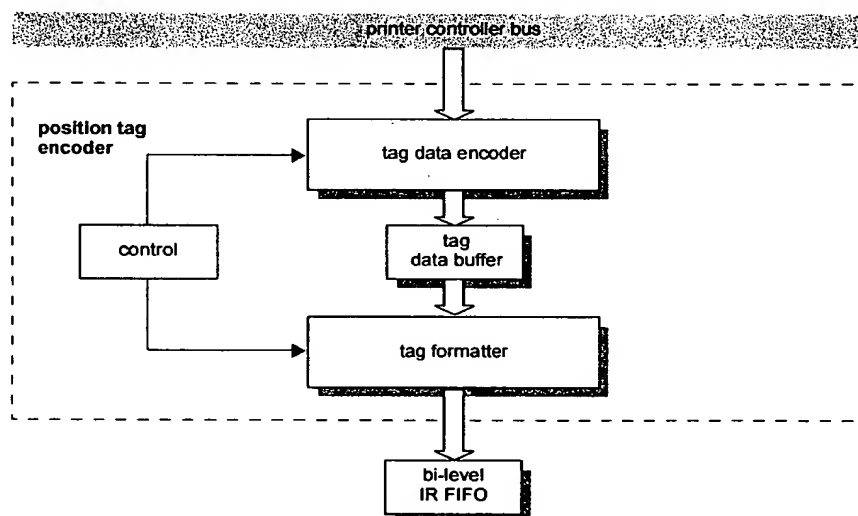 printer controller bus
position tag
encoder
tag data encoder
control
tag
data buffer
tag formatter
bi-level
IR FIFO